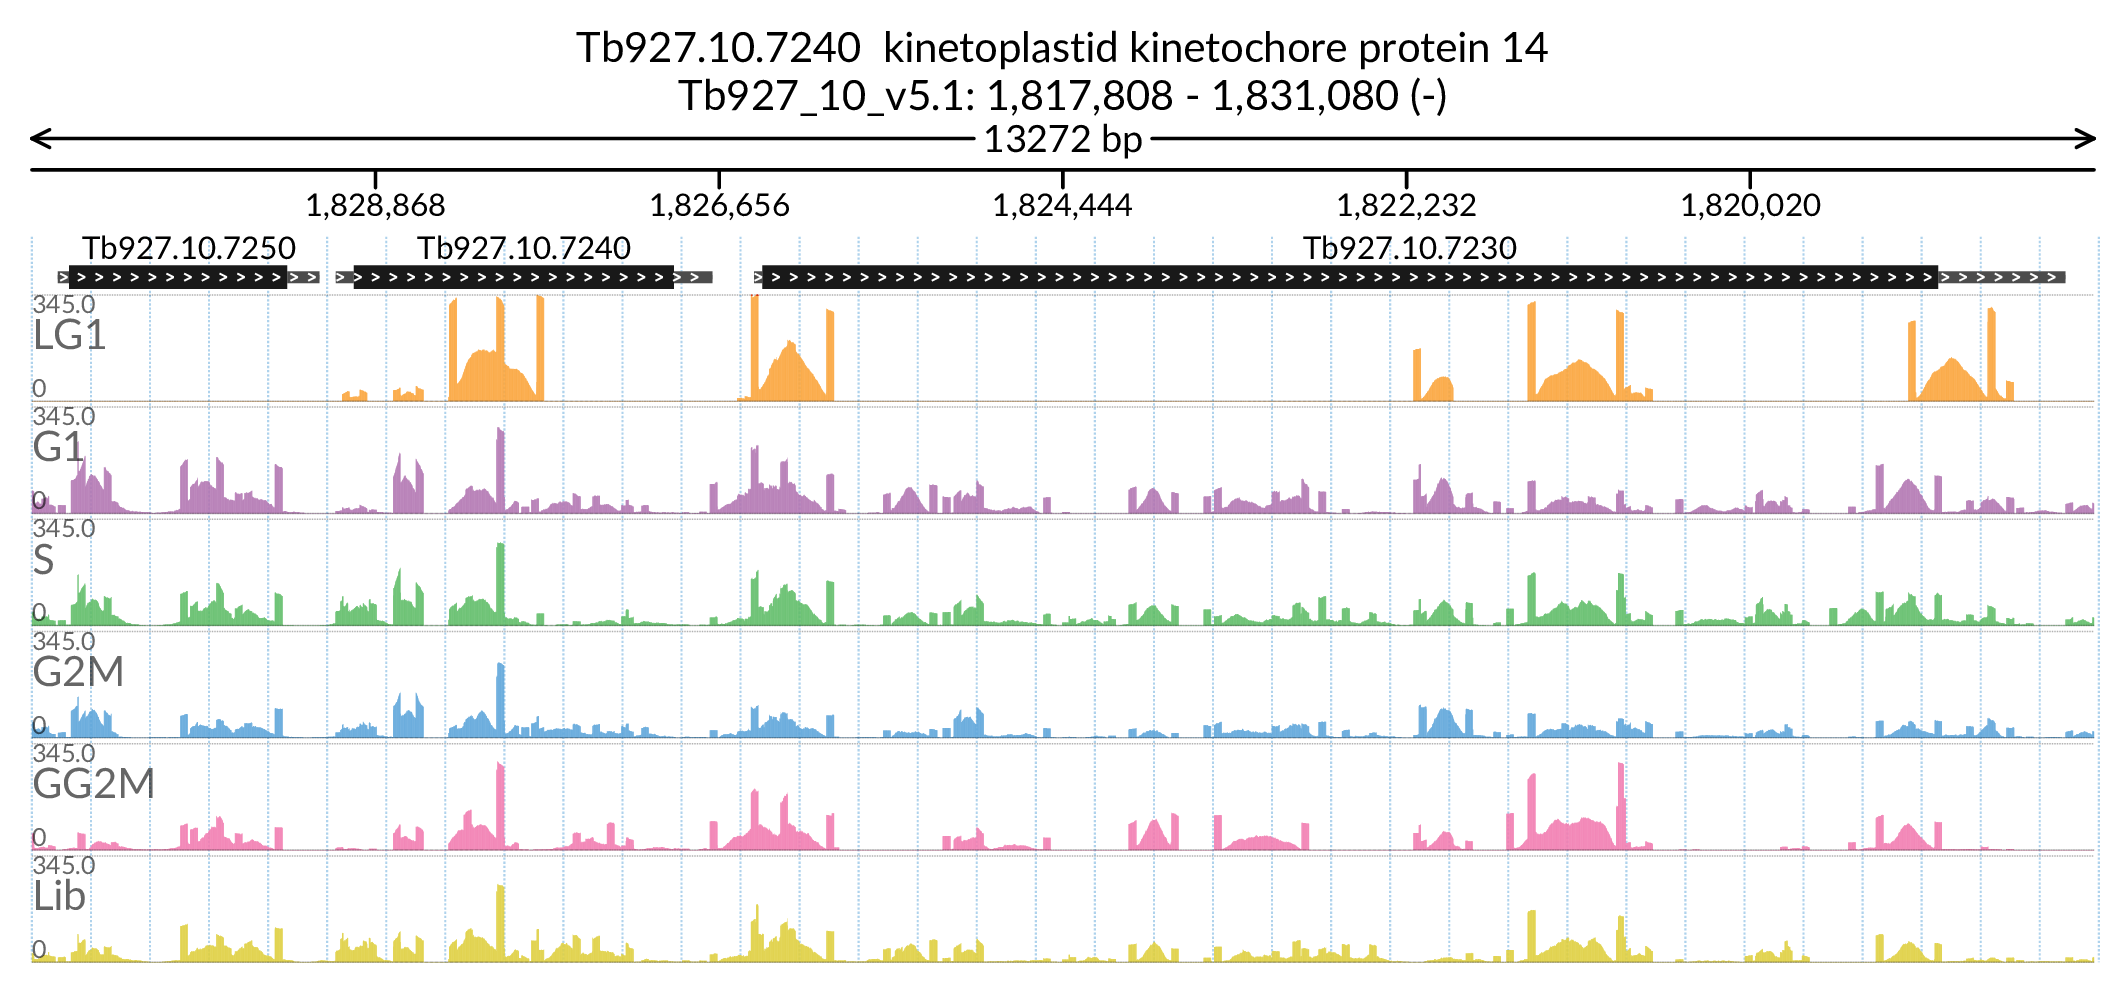 Tb927.10.7240 kinetoplastid kinetochore protein 14
Tb927_10_v5.1: 1,817,808 - 1,831,080 (-)
13272 bp
1,828,868 1,826,656 1,824,444 1,822,232 1,820,020
Tb927.10.7250 Tb927.10.7240 Tb927.10.7230
345.0
LG1
0
345.0
G1
0
345.0
S
0
345.0
G2M
0
345.0
GG2M
0
345.0
Lib
0